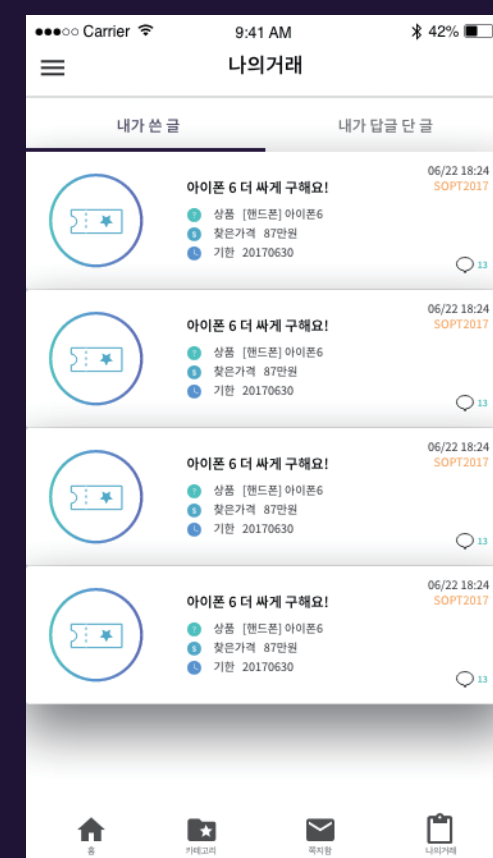 Carrier 9:41 AM 42%
나의거래
내가 쓴 글 내가 답글 단 글
06/22 18:24
아이폰 6 더 싸게 구해요! SOPT2017
? 상품 [핸드폰] 아이폰6
$ 찾은가격 87만원
기한 20170630
13
06/22 18:24
아이폰 6 더 싸게 구해요! SOPT2017
? 상품 [핸드폰] 아이폰6
$ 찾은가격 87만원
기한 20170630
13
06/22 18:24
아이폰 6 더 싸게 구해요! SOPT2017
? 상품 [핸드폰] 아이폰6
$ 찾은가격 87만원
기한 20170630
13
06/22 18:24
아이폰 6 더 싸게 구해요! SOPT2017
? 상품 [핸드폰] 아이폰6
$ 찾은가격 87만원
기한 20170630
13
홈 카테고리 쪽지함 나의거래